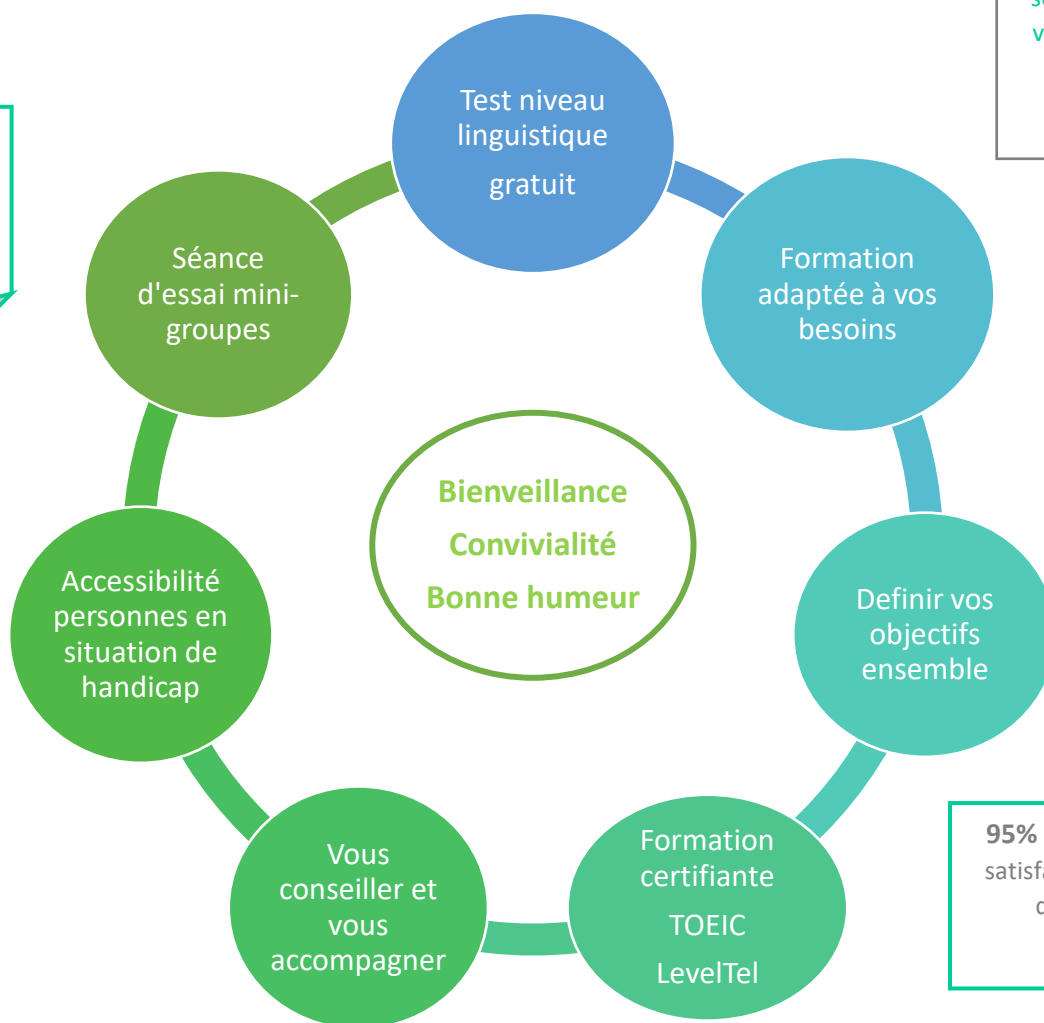 Test niveau
linguistique
gratuit
Formation
adaptée à vos
besoins
Definir vos
objectifs
ensemble
Formation
certifiante
TOEIC
LevelTel
Vous
conseiller et
vous
accompagner
Accessibilité
personnes en
situation de
handicap
Séance
d'essai mini-
groupes
Bienveillance
Convivialité
Bonne humeur
95%